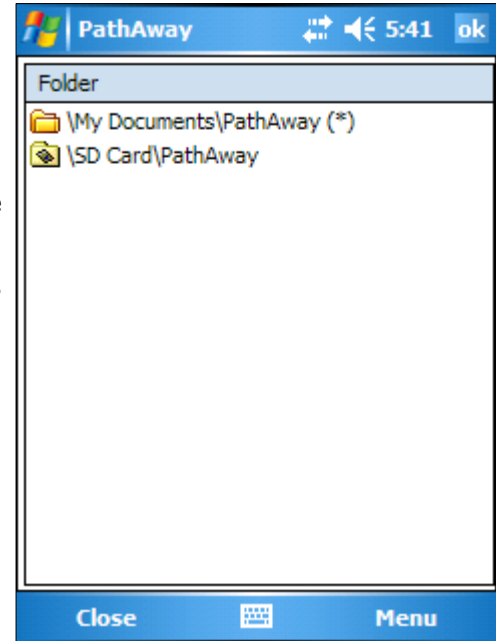 PathAway 5:41 ok
Folder
\My Documents\PathAway (*)
\SD Card\PathAway
Close Menu